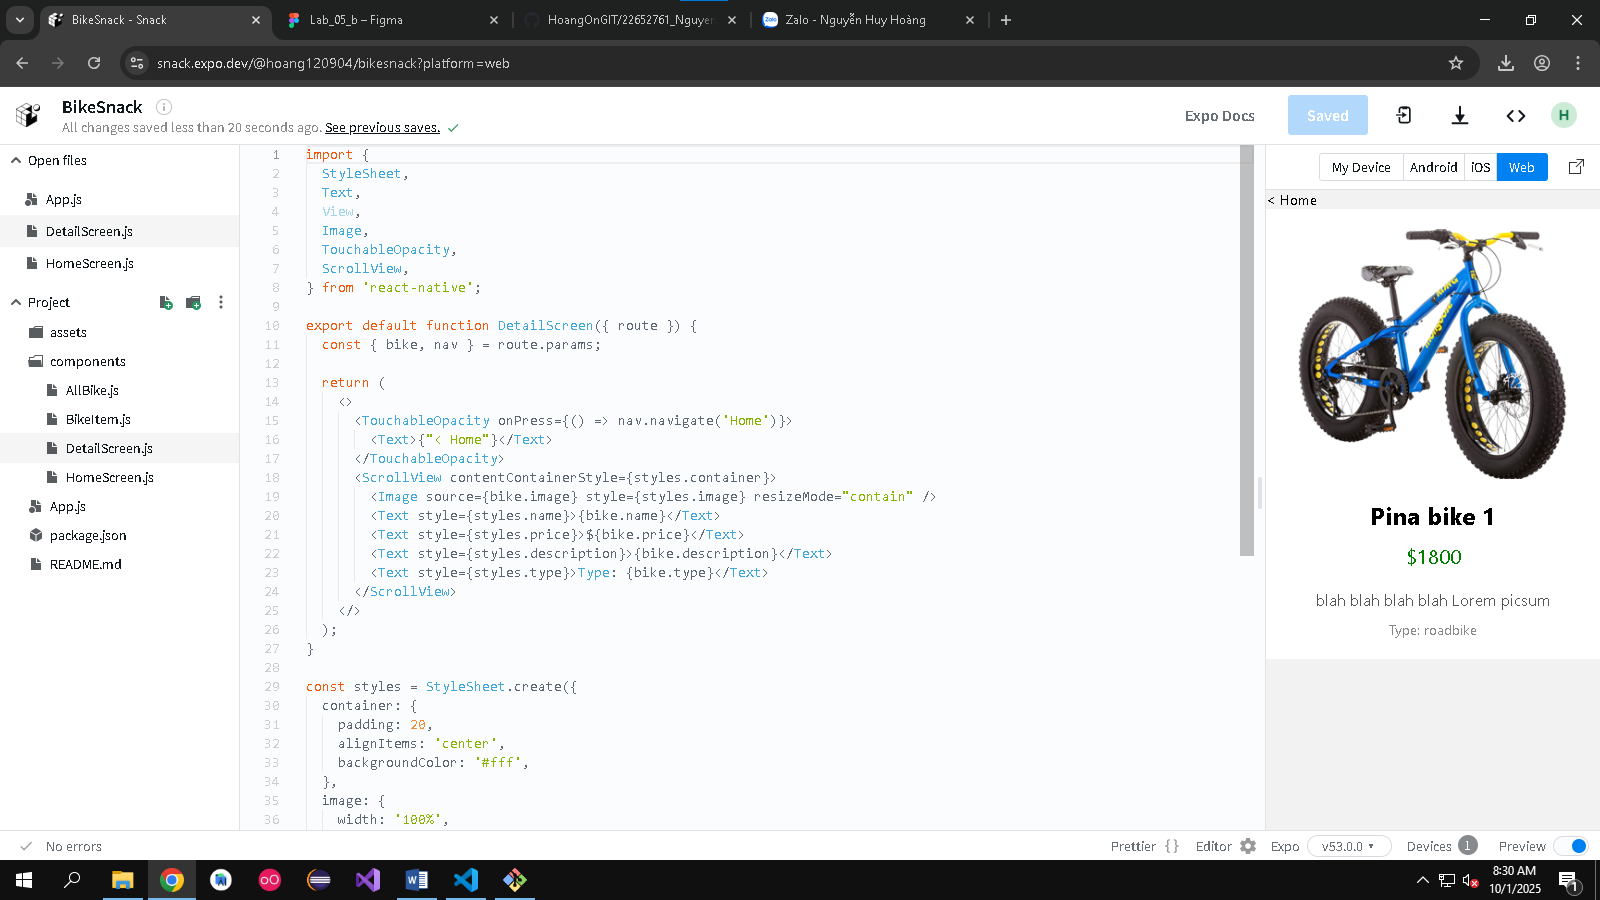 BikeSnack - Snack
Lab_05_b – Figma
HoangOnGIT/22652761_Nguyen
Zalo - Nguyễn Huy Hoàng
snack.expo.dev/@hoang120904/bikesnack?platform=web
BikeSnack
All changes saved less than 20 seconds ago. See previous saves.
Expo Docs
Saved
H
Open files
App.js
DetailScreen.js
HomeScreen.js
Project
assets
components
AllBike.js
BikeItem.js
DetailScreen.js
HomeScreen.js
App.js
package.json
README.md
1 import {
2 StyleSheet,
3 Text,
4 View,
5 Image,
6 TouchableOpacity,
7 ScrollView,
8 } from 'react-native';
9
10 export default function DetailScreen({ route }) {
11 const { bike, nav } = route.params;
12
13 return (
14 <>
15 <TouchableOpacity onPress={() => nav.navigate('Home')}>
16 <Text>{"< Home"}</Text>
17 </TouchableOpacity>
18 <ScrollView contentContainerStyle={styles.container}>
19 <Image source={bike.image} style={styles.image} resizeMode="contain" />
20 <Text style={styles.name}>{bike.name}</Text>
21 <Text style={styles.price}>${bike.price}</Text>
22 <Text style={styles.description}>{bike.description}</Text>
23 <Text style={styles.type}>Type: {bike.type}</Text>
24 </ScrollView>
25 </>
26 );
27 }
28
29 const styles = StyleSheet.create({
30 container: {
31 padding: 20,
32 alignItems: 'center',
33 backgroundColor: '#fff',
34 },
35 image: {
36 width: '100%',
My Device
Android
iOS
Web
< Home
Pina bike 1
$1800
blah blah blah blah Lorem picsum
Type: roadbike
No errors
Prettier {}
Editor
Expo
v53.0.0
Devices 1
Preview
8:30 AM
10/1/2025
1